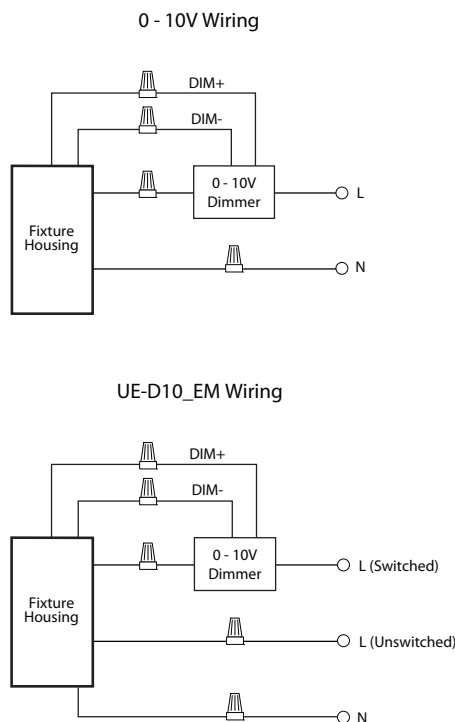 0 - 10V Wiring
DIM+
DIM-
0 - 10V
Dimmer
L
Fixture
Housing
N
UE-D10_EM Wiring
DIM+
DIM-
0 - 10V
Dimmer
L (Switched)
Fixture
Housing
L (Unswitched)
N